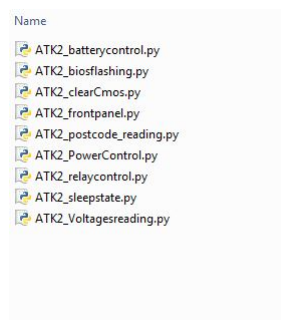 Name
ATK2_batterycontrol.py
ATK2_biosflashing.py
ATK2_clearCmos.py
ATK2_frontpanel.py
ATK2_postcode_reading.py
ATK2_PowerControl.py
ATK2_relaycontrol.py
ATK2_sleepstate.py
ATK2_Voltagesreading.py